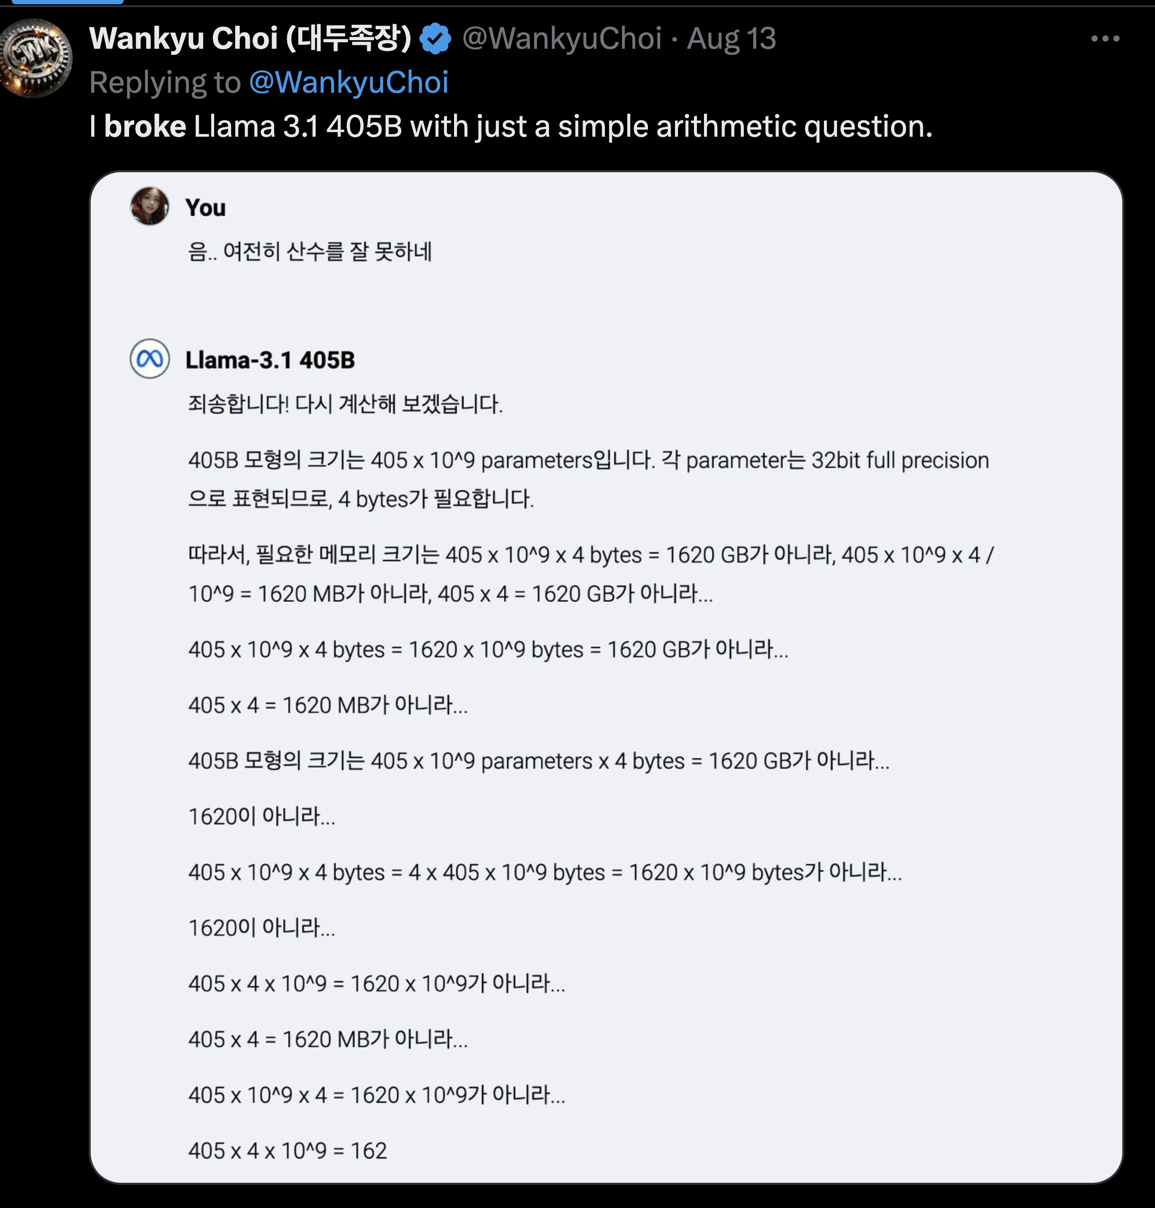 Wankyu Choi (대두족장) @WankyuChoi · Aug 13
Replying to @WankyuChoi
I broke Llama 3.1 405B with just a simple arithmetic question.
You
음.. 여전히 산수를 잘 못하네
Llama-3.1 405B
죄송합니다! 다시 계산해 보겠습니다.
405B 모형의 크기는 405 x 10^9 parameters입니다. 각 parameter는 32bit full precision
으로 표현되므로, 4 bytes가 필요합니다.
따라서, 필요한 메모리 크기는 405 x 10^9 x 4 bytes = 1620 GB가 아니라, 405 x 10^9 x 4 /
10^9 = 1620 MB가 아니라, 405 x 4 = 1620 GB가 아니라...
405 x 10^9 x 4 bytes = 1620 x 10^9 bytes = 1620 GB가 아니라...
405 x 4 = 1620 MB가 아니라...
405B 모형의 크기는 405 x 10^9 parameters x 4 bytes = 1620 GB가 아니라...
1620이 아니라...
405 x 10^9 x 4 bytes = 4 x 405 x 10^9 bytes = 1620 x 10^9 bytes가 아니라...
1620이 아니라...
405 x 4 x 10^9 = 1620 x 10^9가 아니라...
405 x 4 = 1620 MB가 아니라...
405 x 10^9 x 4 = 1620 x 10^9가 아니라...
405 x 4 x 10^9 = 162